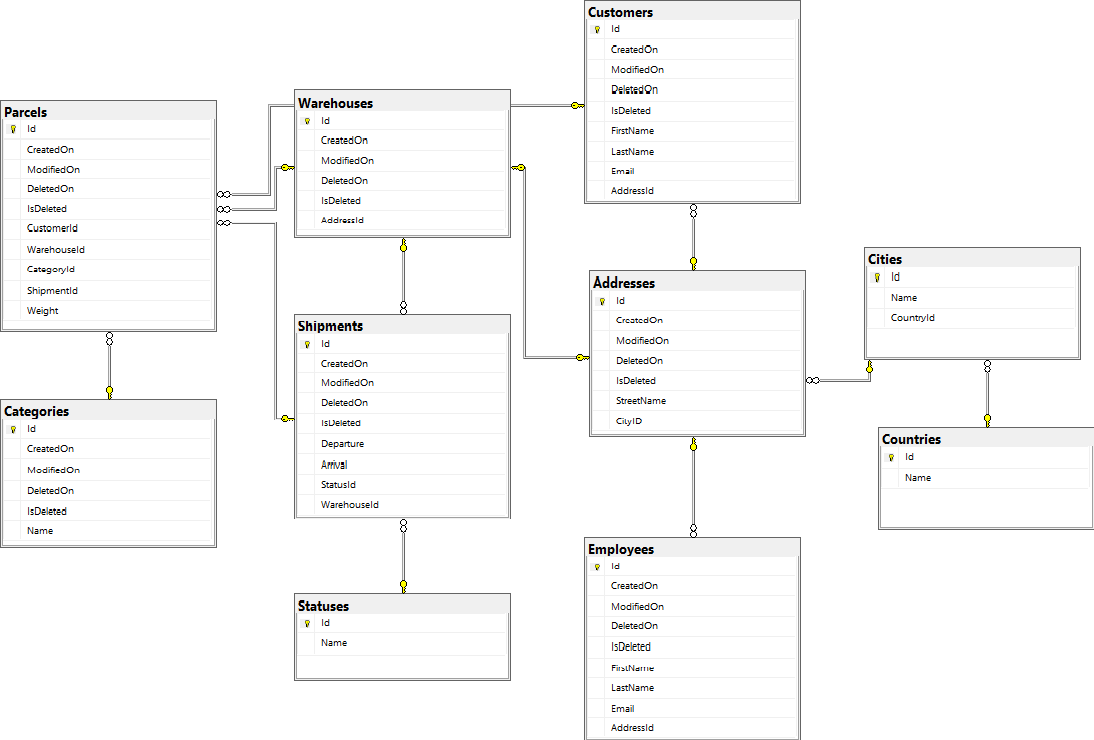 Customers
Id
CreatedOn
ModifiedOn
DeletedOn
IsDeleted
FirstName
LastName
Email
AddressId
Warehouses
Id
CreatedOn
ModifiedOn
DeletedOn
IsDeleted
AddressId
Parcels
Id
CreatedOn
ModifiedOn
DeletedOn
IsDeleted
CustomerId
WarehouseId
CategoryId
ShipmentId
Weight
Cities
Id
Name
CountryId
Addresses
Id
CreatedOn
ModifiedOn
DeletedOn
IsDeleted
StreetName
CityID
Shipments
Id
CreatedOn
ModifiedOn
DeletedOn
IsDeleted
Departure
Arrival
StatusId
WarehouseId
Categories
Id
CreatedOn
ModifiedOn
DeletedOn
IsDeleted
Name
Countries
Id
Name
Employees
Id
CreatedOn
ModifiedOn
DeletedOn
IsDeleted
FirstName
LastName
Email
AddressId
Statuses
Id
Name